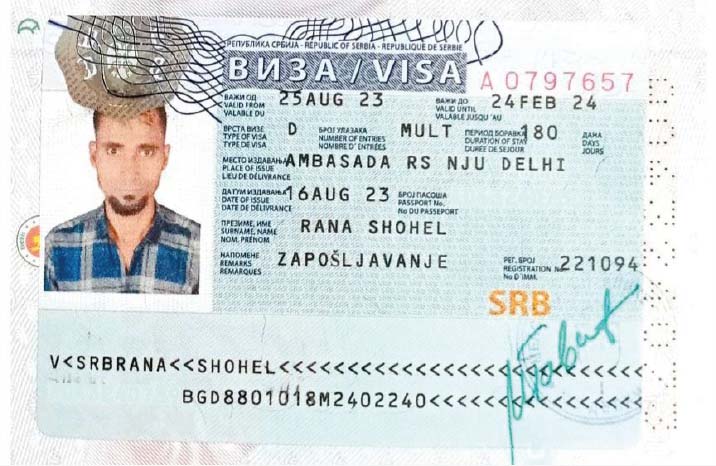 РЕПУБЛИКА СРБИЈА - REPUBLIC OF SERBIA - REPUBLIQUE DE SERBIE
ВИЗА / VISA A 0797657
ВАЖИ ОД
VALID FROM
VALABLE DU
25AUG 23
ВАЖИ ДО
VALID UNTIL
VALABLE JUSQU'AU
24FEB 24
ВРСТА ВИЗЕ
TYPE OF VISA
TYPE DE VISA
D
БРОЈ УЛАЗАКА
NUMBER OF ENTRIES
NOMBRE D'ENTRÉES
MULT
ПЕРИОД БОРАВКА
DURATION OF STAY
DURÉE DE SEJOUR
180
ДАНА
DAYS
JOURS
МЕСТО ИЗДАВАЊА
PLACE OF ISSUE
LIEU DE DÉLIVRANCE
AMBASADA RS NJU DELHI
ДАТУМ ИЗДАВАЊА
DATE OF ISSUE
DATE DE DÉLIVRANCE
16AUG 23
БРОЈ ПАСОША
PASSPORT No.
No DU PASSEPORT
ПРЕЗИМЕ, ИМЕ
SURNAME, NAME
NOM, PRÉNOM
RANA SHOHEL
НАПОМЕНЕ
REMARKS
REMARQUES
ZAPOŠLJAVANJE
РЕГ. БРОЈ
REGISTRATION No
No D'IMM.
221094
SRB
V<SRBRANA<<SHOHEL<<<<<<<<<<<<<<<<<<<
BGD8801018M2402240<<<<<<<<